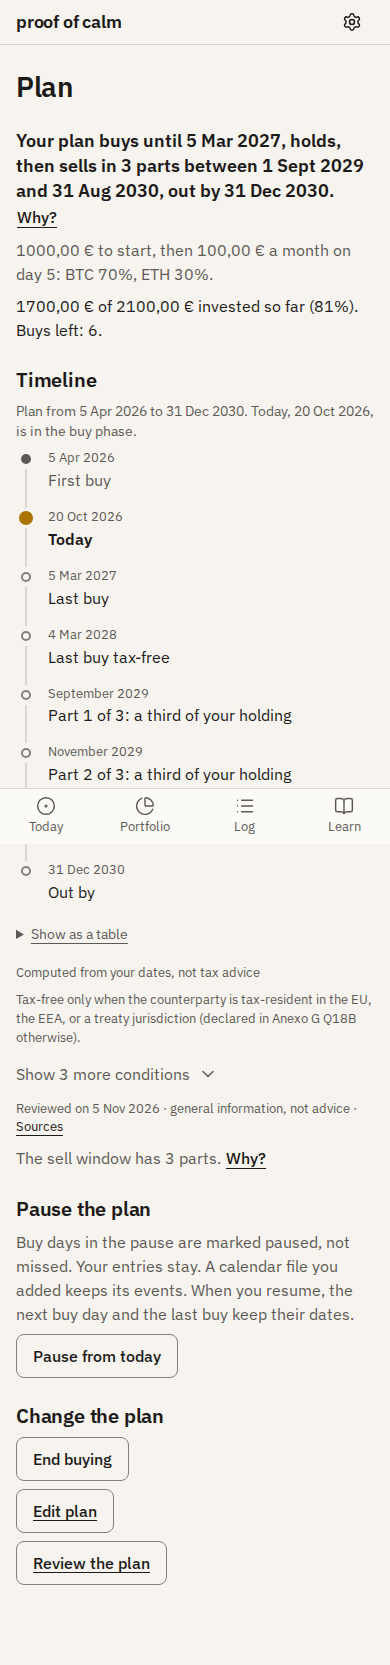 proof of calm
Plan
Your plan buys until 5 Mar 2027, holds,
then sells in 3 parts between 1 Sept 2029
and 31 Aug 2030, out by 31 Dec 2030.
Why?
1000,00 € to start, then 100,00 € a month on
day 5: BTC 70%, ETH 30%.
1700,00 € of 2100,00 € invested so far (81%).
Buys left: 6.
Timeline
Plan from 5 Apr 2026 to 31 Dec 2030. Today, 20 Oct 2026,
is in the buy phase.
5 Apr 2026
First buy
20 Oct 2026
Today
5 Mar 2027
Last buy
4 Mar 2028
Last buy tax-free
September 2029
Part 1 of 3: a third of your holding
November 2029
Part 2 of 3: a third of your holding
Today
Portfolio
Log
Learn
31 Dec 2030
Out by
Show as a table
Computed from your dates, not tax advice
Tax-free only when the counterparty is tax-resident in the EU,
the EEA, or a treaty jurisdiction (declared in Anexo G Q18B
otherwise).
Show 3 more conditions
Reviewed on 5 Nov 2026 · general information, not advice ·
Sources
The sell window has 3 parts. Why?
Pause the plan
Buy days in the pause are marked paused, not
missed. Your entries stay. A calendar file you
added keeps its events. When you resume, the
next buy day and the last buy keep their dates.
Pause from today
Change the plan
End buying
Edit plan
Review the plan